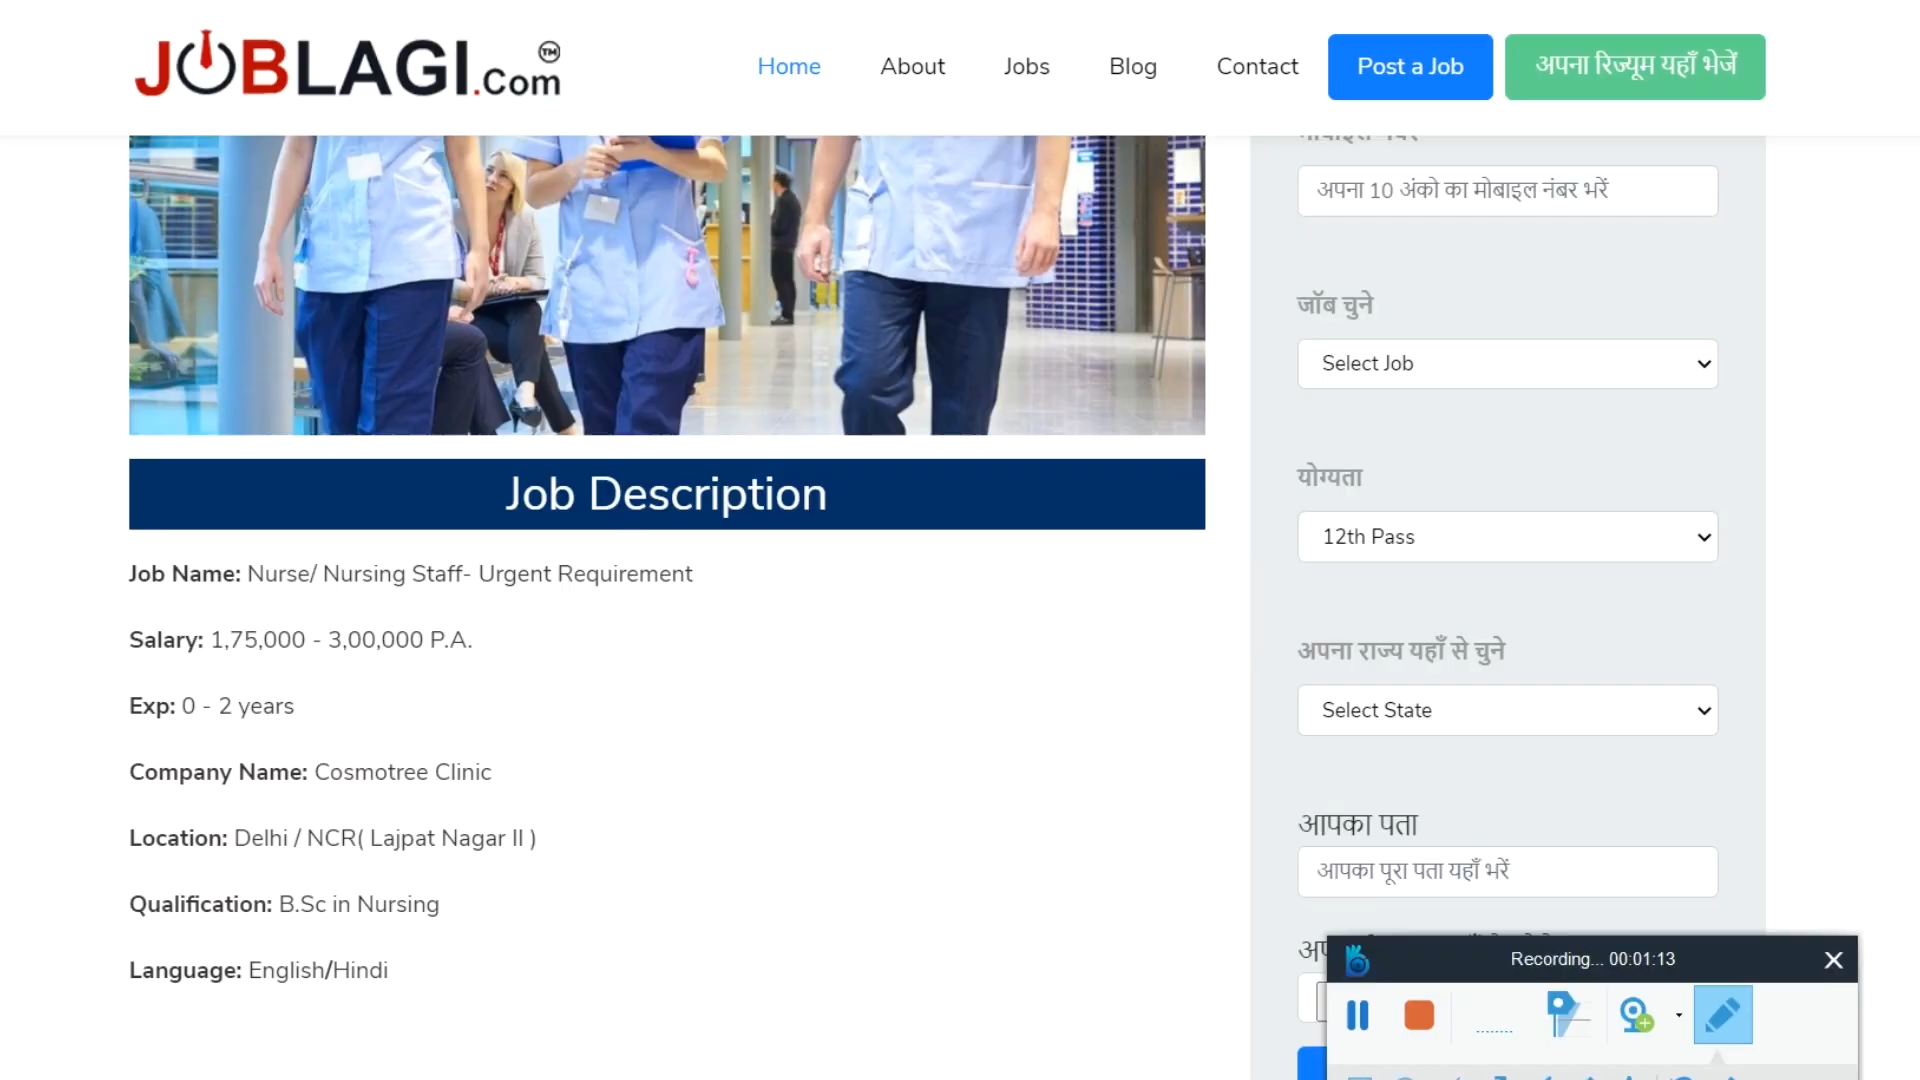 JOBLAGI.Com TM
Home
About
Jobs
Blog
Contact
Post a Job
अपना रिज्यूम यहाँ भेजें
अपना 10 अंको का मोबाइल नंबर भरें
जॉब चुने
Select Job
योग्यता
12th Pass
अपना राज्य यहाँ से चुने
Select State
आपका पता
आपका पूरा पता यहाँ भरें
Job Description
Job Name: Nurse/ Nursing Staff- Urgent Requirement
Salary: 1,75,000 - 3,00,000 P.A.
Exp: 0 - 2 years
Company Name: Cosmotree Clinic
Location: Delhi / NCR( Lajpat Nagar II )
Qualification: B.Sc in Nursing
Language: English/Hindi
Recording... 00:01:13